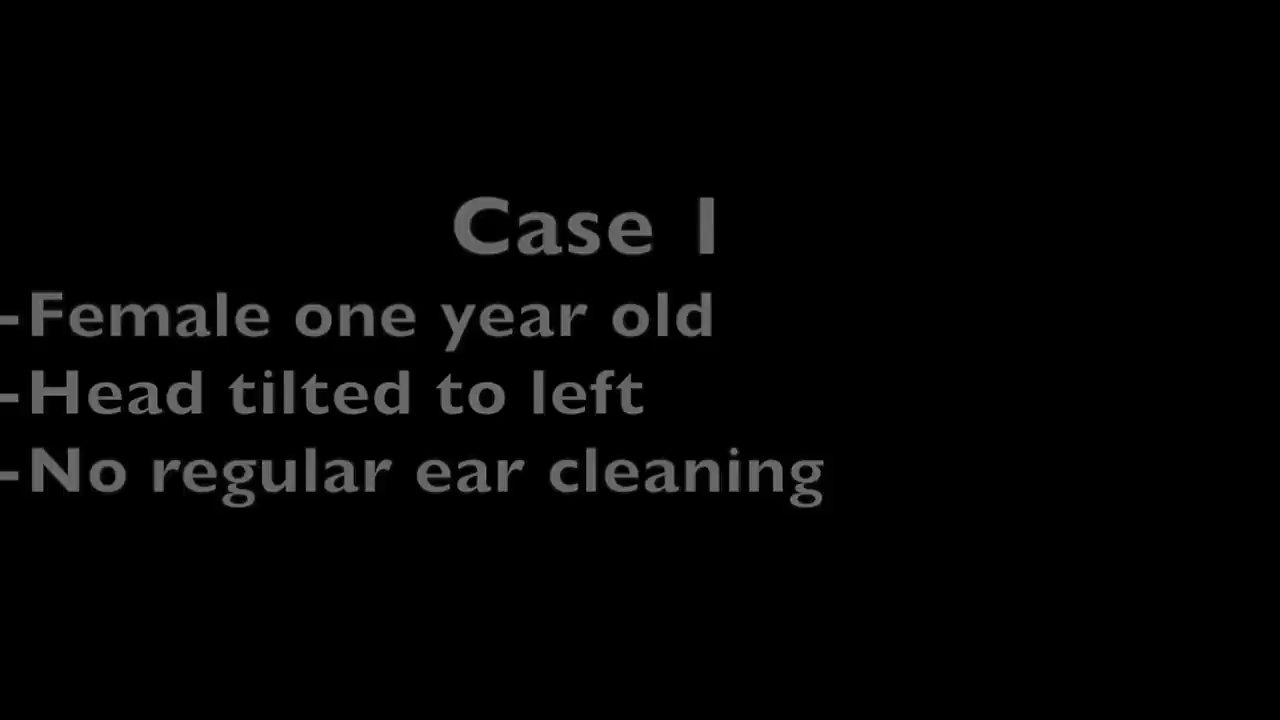 Case 1
-Female one year old
-Head tilted to left
-No regular ear cleaning